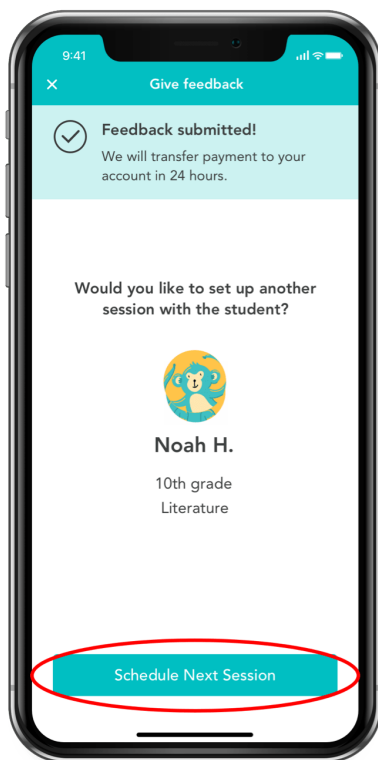 9:41
Give feedback
Feedback submitted!
We will transfer payment to your
account in 24 hours.
Would you like to set up another
session with the student?
Noah H.
10th grade
Literature
Schedule Next Session